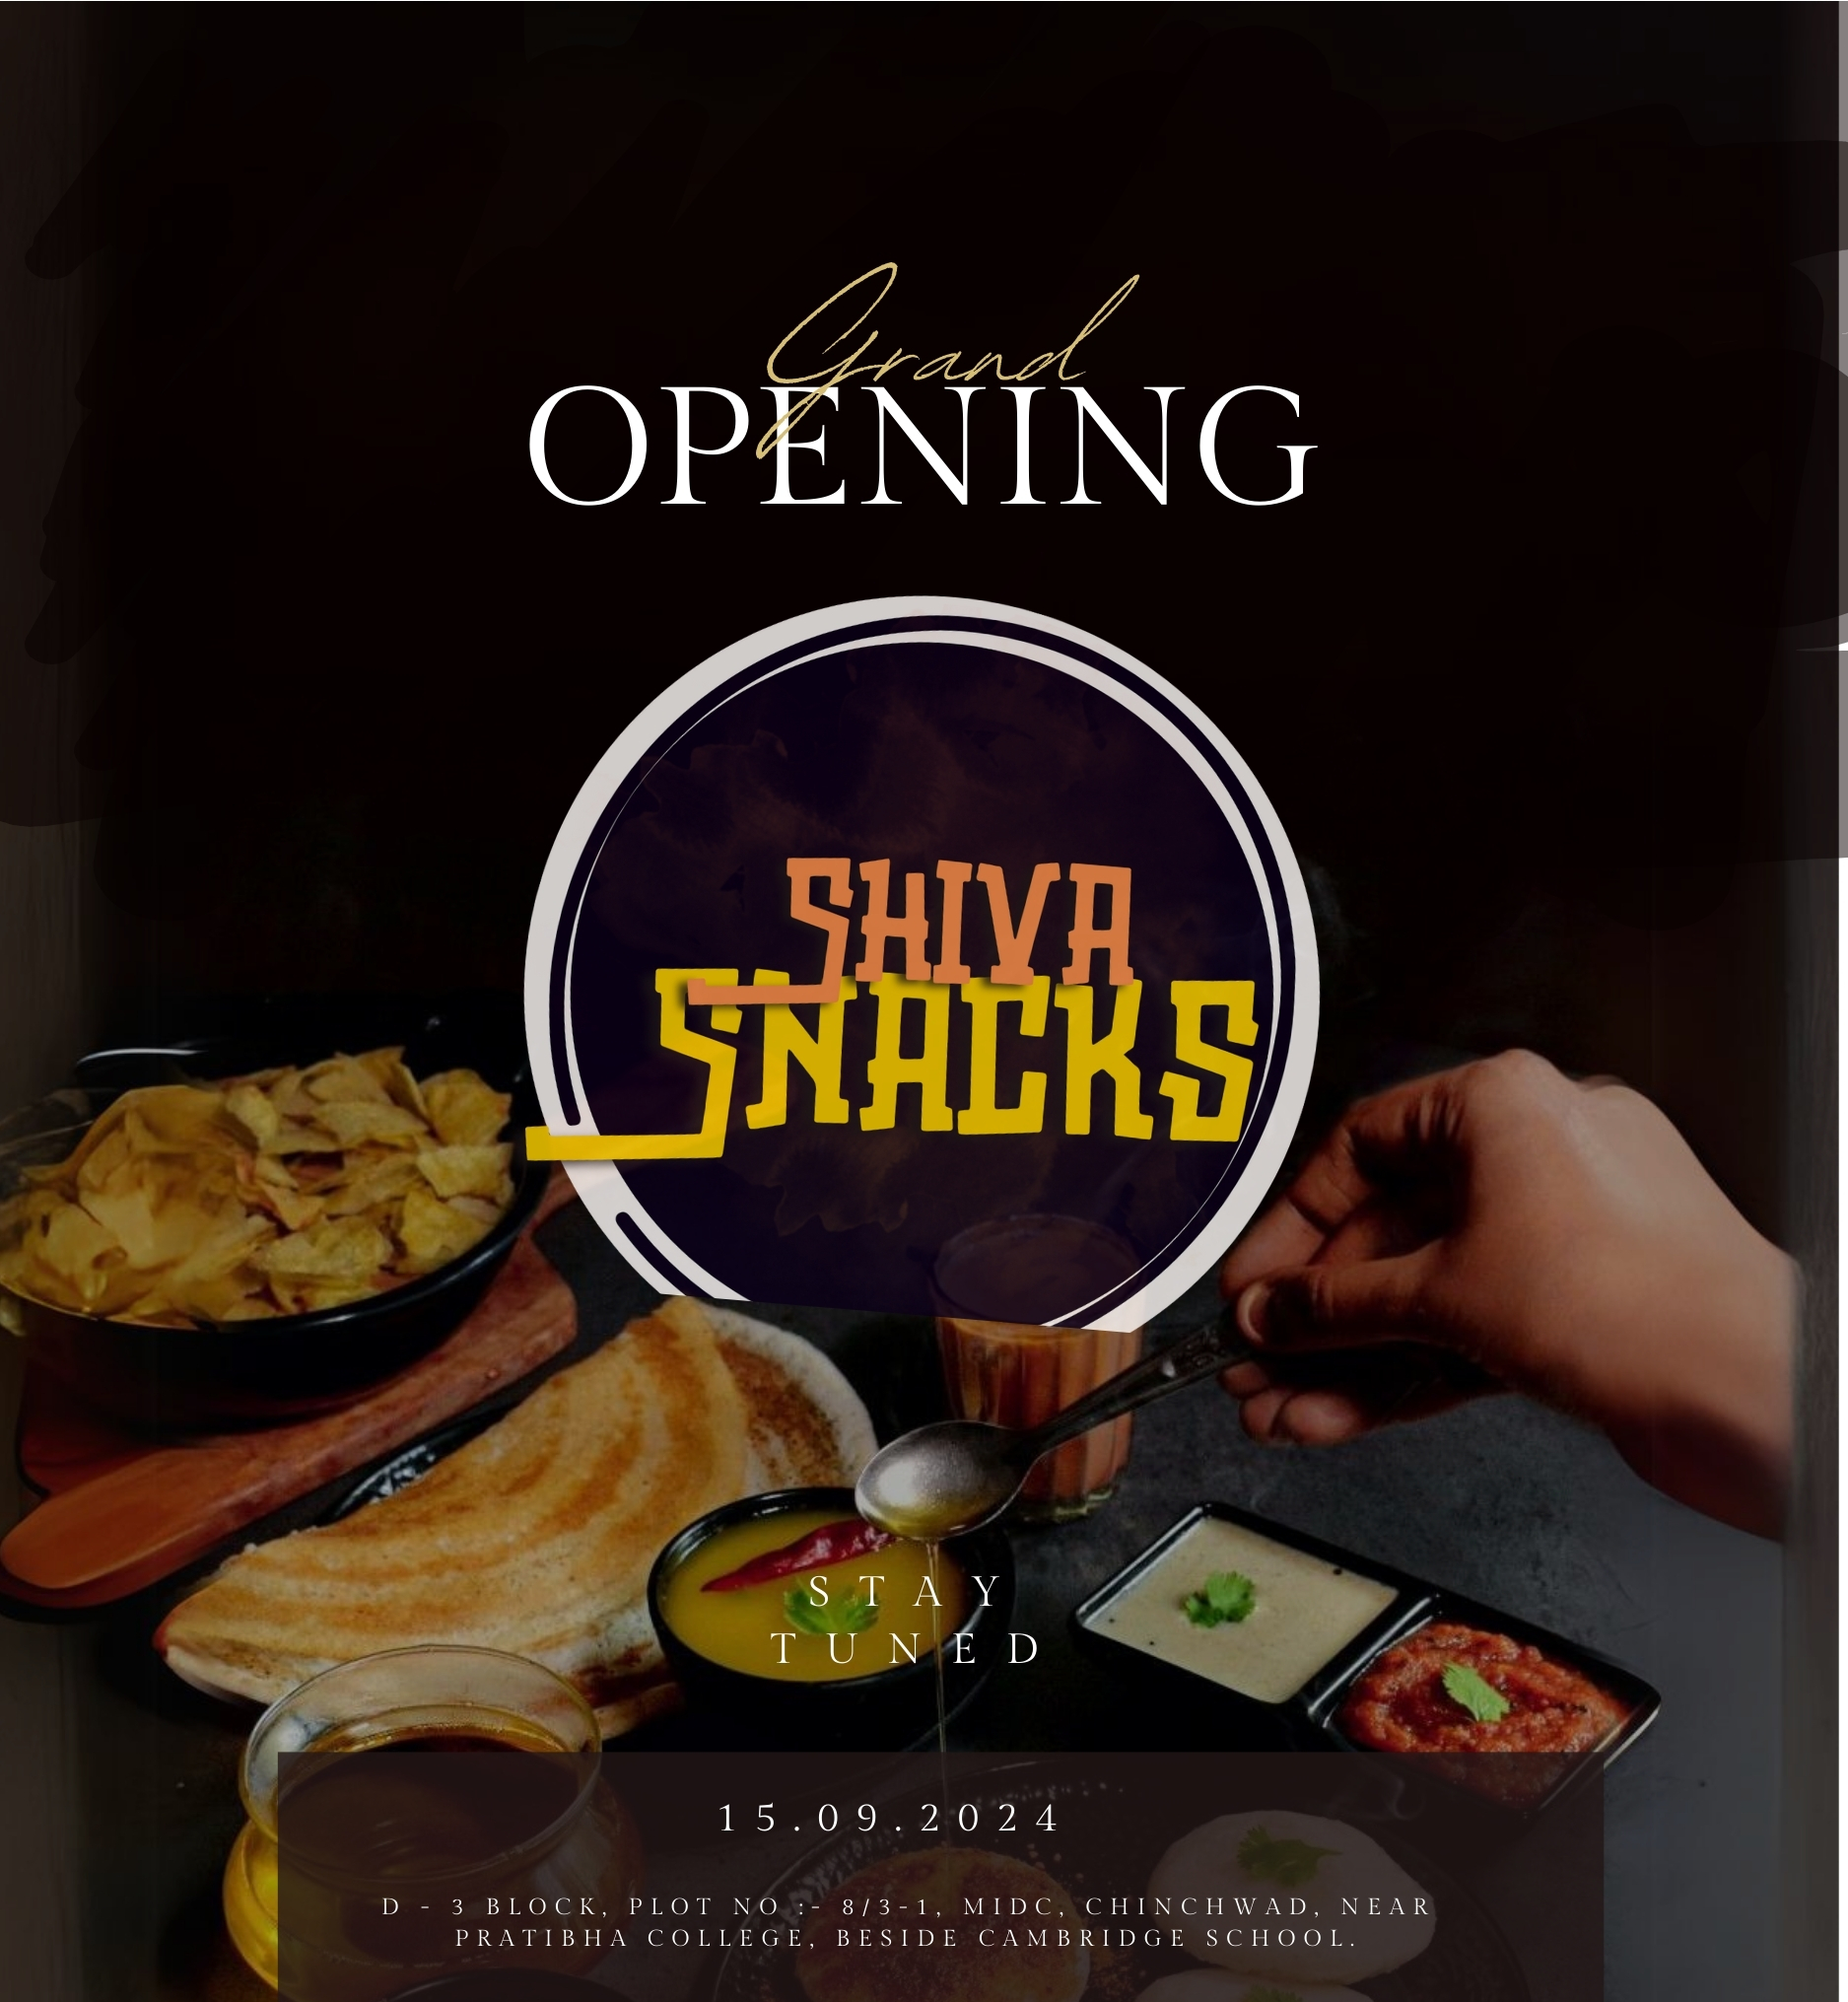 Grand
OPENING
SHIVA
SNACKS
STAY
TUNED
15.09.2024
D - 3 BLOCK, PLOT NO :- 8/3-1, MIDC, CHINCHWAD, NEAR
PRATIBHA COLLEGE, BESIDE CAMBRIDGE SCHOOL.